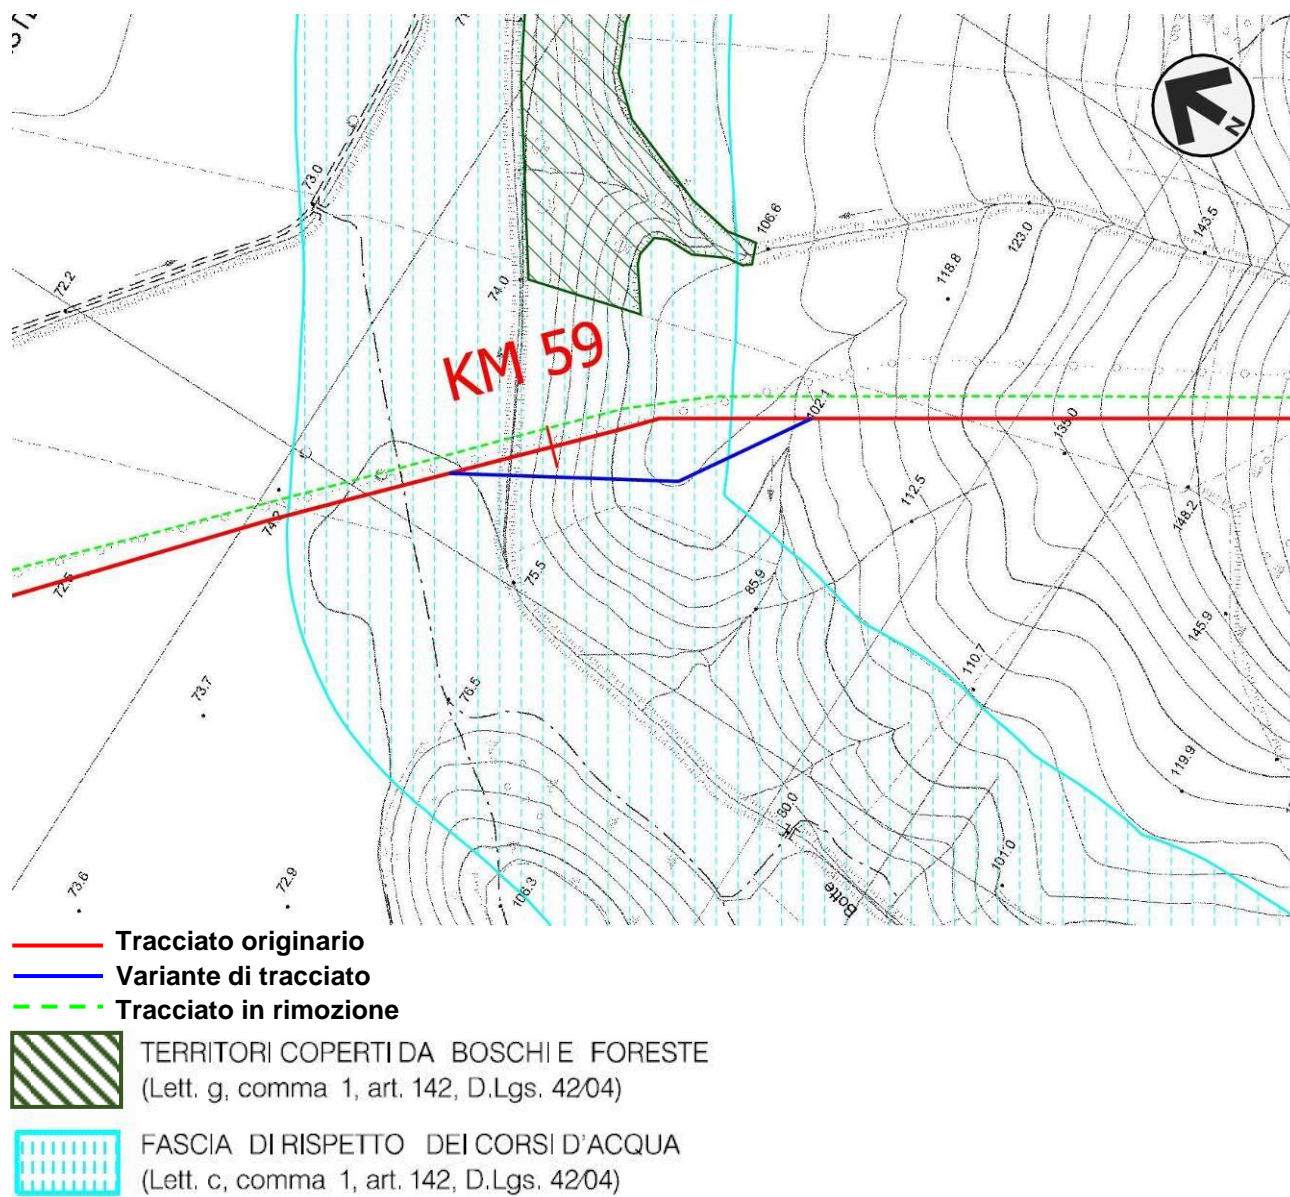 73.0
N
106.6
143.5
123.0
118.8
72.2
74.0
KM 59
102.1
135.0
112.5
148.2
74.2
72.5
75.5
85.9
145.9
110.7
76.5
73.7
119.9
80.0
101.0
73.6
72.9
106.3
Botte
Tracciato originario
Variante di tracciato
Tracciato in rimozione
TERRITORI COPERTI DA BOSCHI E FORESTE
(Lett. g, comma 1, art. 142, D.Lgs. 42/04)
FASCIA DI RISPETTO DEI CORSI D'ACQUA
(Lett. c, comma 1, art. 142, D.Lgs. 42/04)